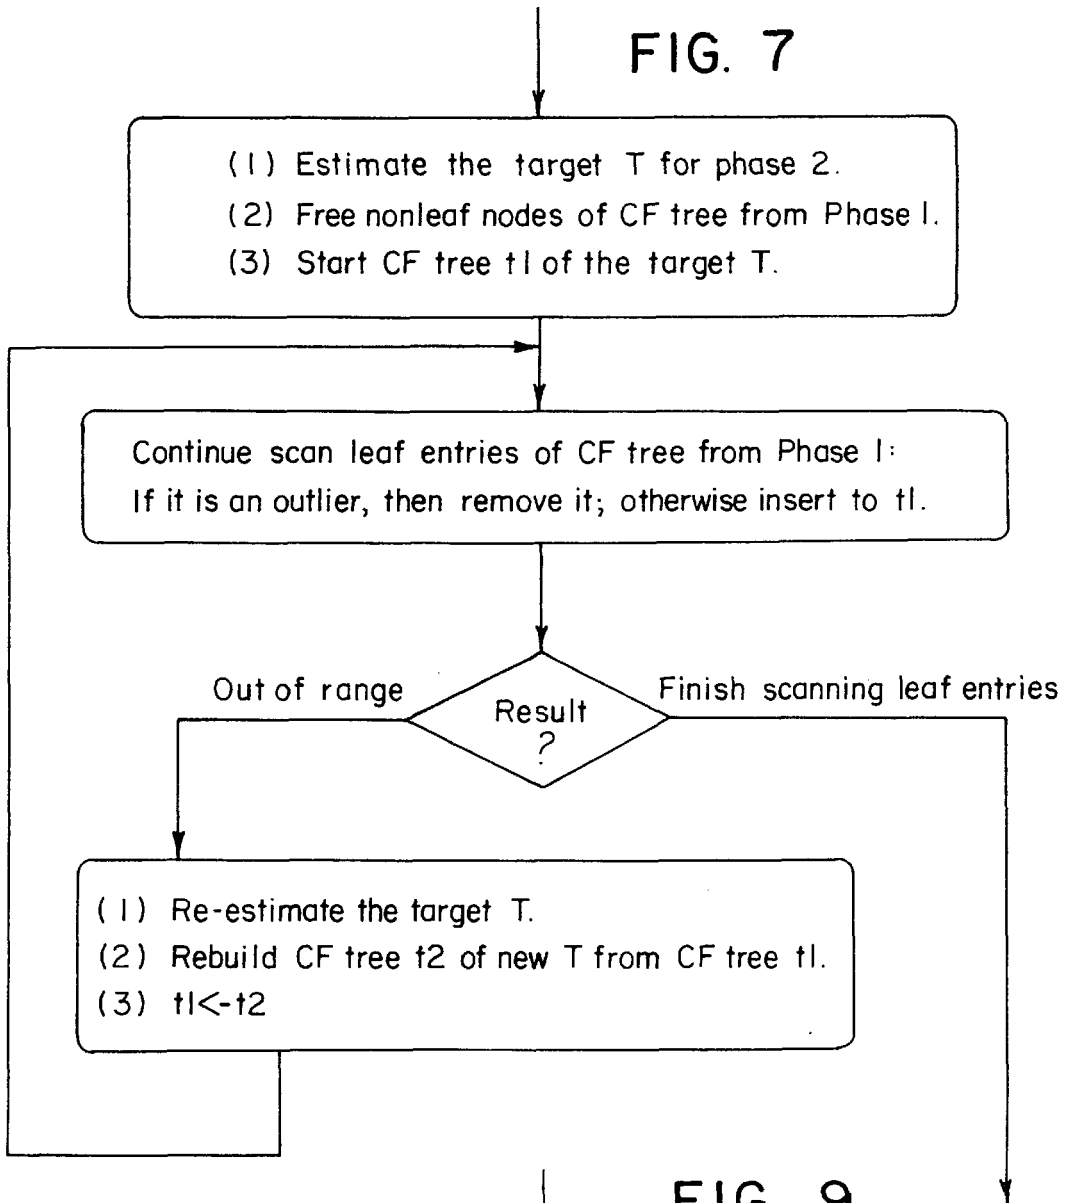 FIG. 7
(1) Estimate the target T for phase 2.
(2) Free nonleaf nodes of CF tree from Phase 1.
(3) Start CF tree t1 of the target T.
Continue scan leaf entries of CF tree from Phase 1:
If it is an outlier, then remove it; otherwise insert to t1.
Out of range
Result
?
Finish scanning leaf entries
(1) Re-estimate the target T.
(2) Rebuild CF tree t2 of new T from CF tree t1.
(3) t1<-t2
FIG. 9